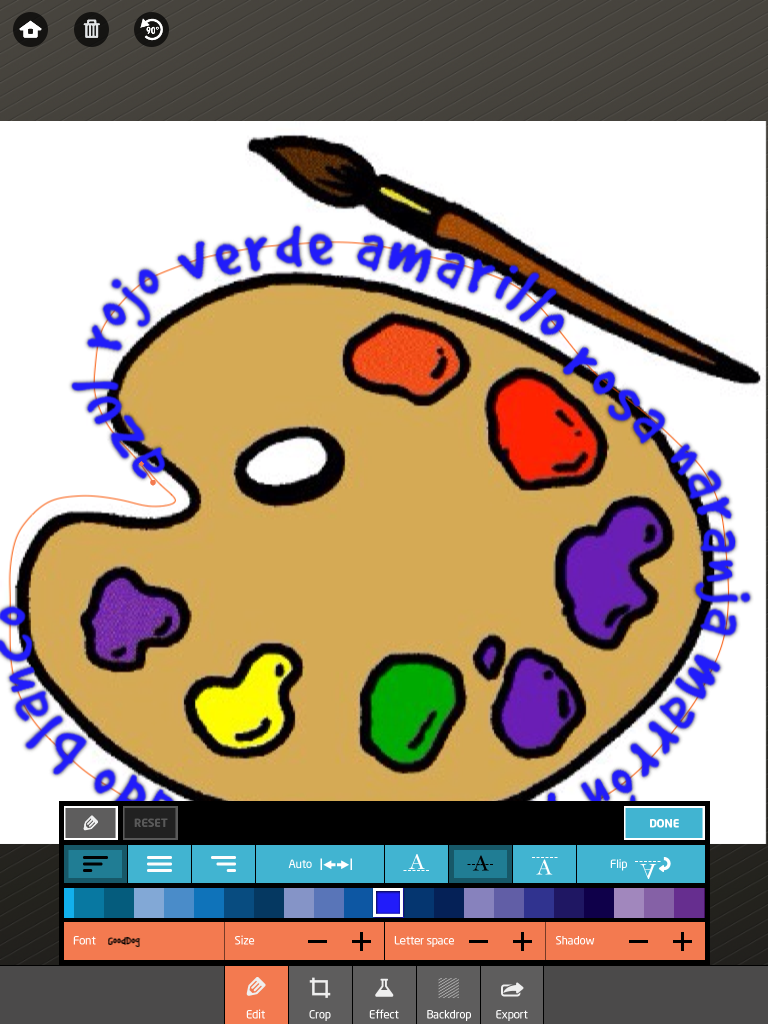 90°
azul rojo verde amarillo rosa naranja marrón
blanco
RESET
DONE
Auto
A
A
A
Flip
A
Font
GoodDog
Size
Letter space
Shadow
Edit
Crop
Effect
Backdrop
Export